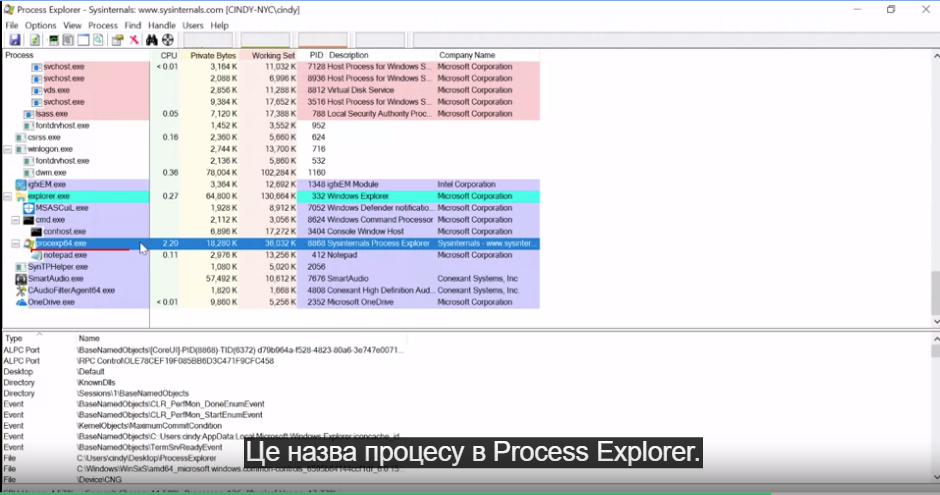 Process Explorer - Sysinternals: www.sysinternals.com [CINDY-NYC\cindy]
File Options View Process Find Handle Users Help
Process CPU Private Bytes Working Set PID Description Company Name
svchost.exe < 0.01 3,164 K 11,032 K 7128 Host Process for Windows S... Microsoft Corporation
svchost.exe 2,088 K 6,996 K 8936 Host Process for Windows S... Microsoft Corporation
vds.exe 2,856 K 11,288 K 8812 Virtual Disk Service Microsoft Corporation
svchost.exe 9,384 K 17,652 K 3516 Host Process for Windows S... Microsoft Corporation
lsass.exe 0.05 7,120 K 17,388 K 788 Local Security Authority Proc... Microsoft Corporation
fontdrvhost.exe 1,452 K 3,552 K 952
csrss.exe 0.16 2,360 K 5,660 K 624
winlogon.exe 2,744 K 13,700 K 716
fontdrvhost.exe 2,136 K 5,860 K 532
dwm.exe 0.36 78,004 K 102,284 K 1160
igfxEM.exe 3,364 K 12,692 K 1348 igfxEM Module Intel Corporation
explorer.exe 0.27 64,800 K 130,664 K 332 Windows Explorer Microsoft Corporation
MSASCuiL.exe 1,928 K 8,912 K 7052 Windows Defender notificatio... Microsoft Corporation
cmd.exe 2,112 K 3,056 K 8624 Windows Command Processor Microsoft Corporation
conhost.exe 6,896 K 17,272 K 3404 Console Window Host Microsoft Corporation
procexp64.exe 2.20 18,280 K 36,032 K 8868 Sysinternals Process Explorer Sysinternals - www.sysinter...
notepad.exe 0.11 2,976 K 13,256 K 412 Notepad Microsoft Corporation
SynTPHelper.exe 1,080 K 5,020 K 2056
SmartAudio.exe 57,492 K 10,612 K 7676 SmartAudio Conexant Systems, Inc
CAudioFilterAgent64.exe 1,820 K 1,668 K 4808 Conexant High Definition Aud... Conexant Systems, Inc.
OneDrive.exe < 0.01 9,860 K 5,256 K 2352 Microsoft OneDrive Microsoft Corporation
Type Name
ALPC Port \BaseNamedObjects\[CoreUI]-PID(8868)-TID(6372) d79b964a-f528-4823-80a6-3e747e0071...
ALPC Port \RPC Control\OLE78CEF19F085BB6D3C471F9CFC458
Desktop \Default
Directory \KnownDlls
Directory \Sessions\1\BaseNamedObjects
Event \BaseNamedObjects\CLR_PerfMon_DoneEnumEvent
Event \BaseNamedObjects\CLR_PerfMon_StartEnumEvent
Event \KernelObjects\MaximumCommitCondition
Event \BaseNamedObjects\C: Users cindy AppData Local Microsoft Windows Explorer iconcache_id
Event \BaseNamedObjects\TermSrvReadyEvent
File C:\Users\cindy\Desktop\ProcessExplorer
File C:\Windows\WinSxS\amd64_microsoft.windows.common-controls
File \Device\CNG
Це назва процесу в Process Explorer.